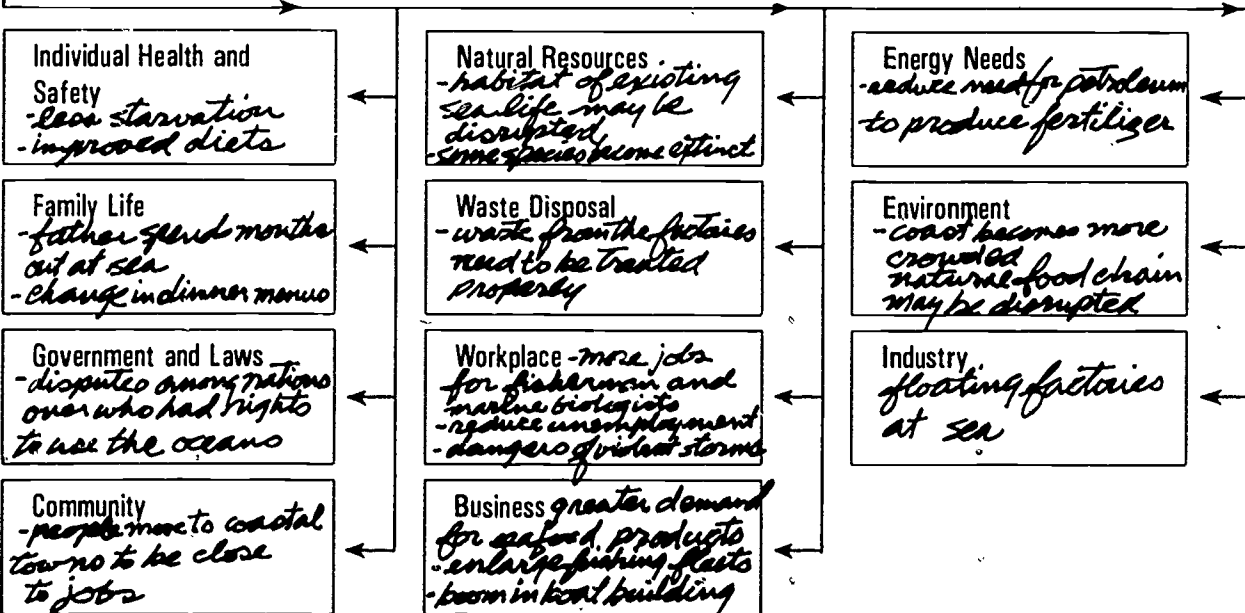 Individual Health and
Safety
-less starvation
-improved diets
Family Life
-father spend months
out at sea
-change in dinner menus
Government and Laws
-disputes among nations
over who had rights
to use the oceans
Community
-people move to coastal
towns to be close
to jobs
Natural Resources
-habitat of existing
sea life may be
disrupted
-some species become extinct
Waste Disposal
-waste from the factories
need to be treated
properly
Workplace -more jobs
for fisherman and
marine biologists
-reduce unemployment
-dangers of violent storms
Business greater demand
for seafood products
-enlarge fishing fleets
-boom in boat building
Energy Needs
-reduce need for petroleum
to produce fertilizer
Environment
-coast becomes more
crowded
natural food chain
may be disrupted
Industry
floating factories
at sea